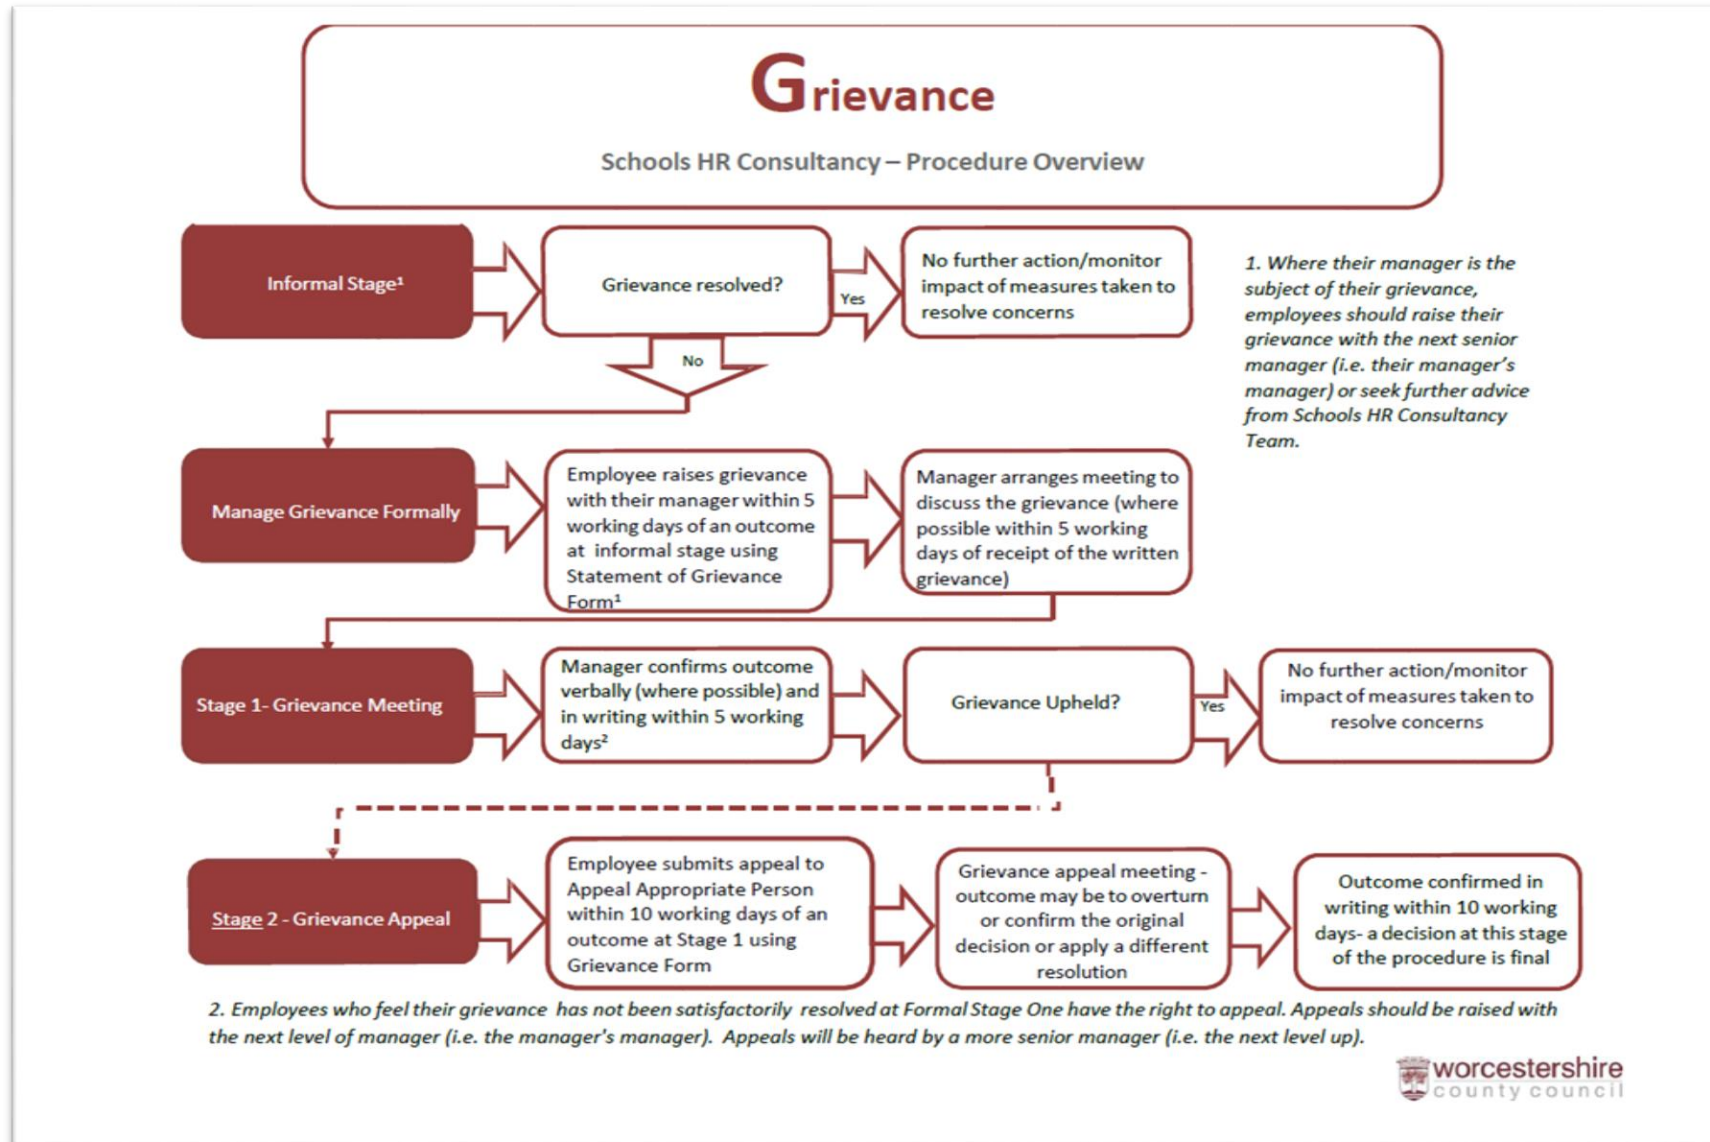 Grievance
Schools HR Consultancy – Procedure Overview
Informal Stage¹
Grievance resolved?
Yes
No further action/monitor
impact of measures taken to
resolve concerns
1. Where their manager is the
subject of their grievance,
employees should raise their
grievance with the next senior
manager (i.e. their manager's
manager) or seek further advice
from Schools HR Consultancy
Team.
No
Manage Grievance Formally
Employee raises grievance
with their manager within 5
working days of an outcome
at informal stage using
Statement of Grievance
Form¹
Manager arranges meeting to
discuss the grievance (where
possible within 5 working
days of receipt of the written
grievance)
Stage 1- Grievance Meeting
Manager confirms outcome
verbally (where possible) and
in writing within 5 working
days²
Grievance Upheld?
Yes
No further action/monitor
impact of measures taken to
resolve concerns
Stage 2 - Grievance Appeal
Employee submits appeal to
Appeal Appropriate Person
within 10 working days of an
outcome at Stage 1 using
Grievance Form
Grievance appeal meeting -
outcome may be to overturn
or confirm the original
decision or apply a different
resolution
Outcome confirmed in
writing within 10 working
days- a decision at this stage
of the procedure is final
2. Employees who feel their grievance has not been satisfactorily resolved at Formal Stage One have the right to appeal. Appeals should be raised with
the next level of manager (i.e. the manager's manager). Appeals will be heard by a more senior manager (i.e. the next level up).
worcestershire
county council